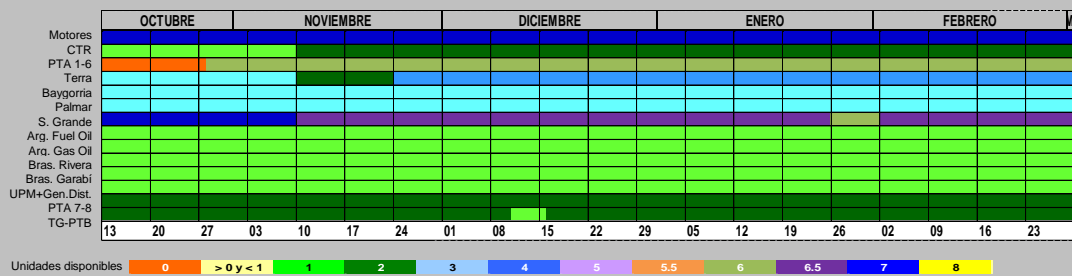 OCTUBRE NOVIEMBRE DICIEMBRE ENERO FEBRERO
Motores
CTR
PTA 1-6
Terra
Baygorria
Palmar
S. Grande
Arg. Fuel Oil
Arg. Gas Oil
Bras. Rivera
Bras. Garabí
UPM+Gen.Dist.
PTA 7-8
TG-PTB
13 20 27 03 10 17 24 01 08 15 22 29 05 12 19 26 02 09 16 23
Unidades disponibles 0 > 0 y < 1 1 2 3 4 5 5.5 6 6.5 7 8